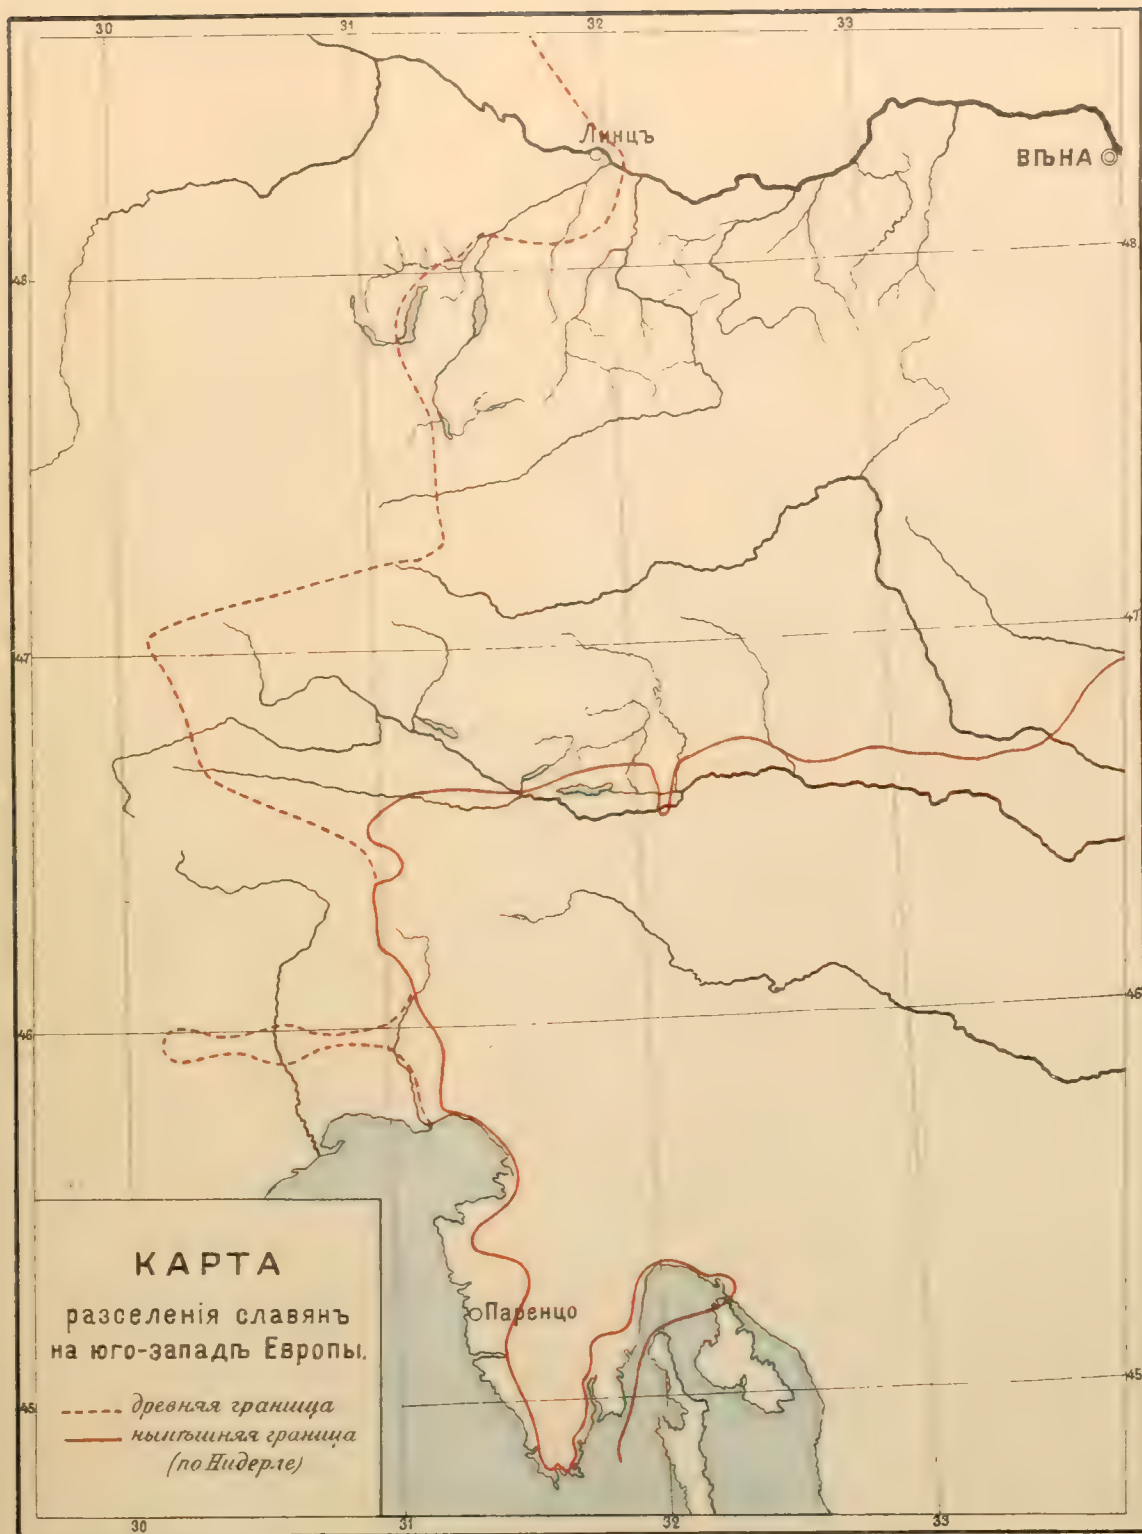 30 31 32 33
Линцъ
ВѢНА
48 48
47 47
46 46
КАРТА
разселенія славянъ
на юго-западѣ Европы.
древняя граница
нынѣшняя граница
(по Нидерле)
Паренцо
45 45
30 31 32 33